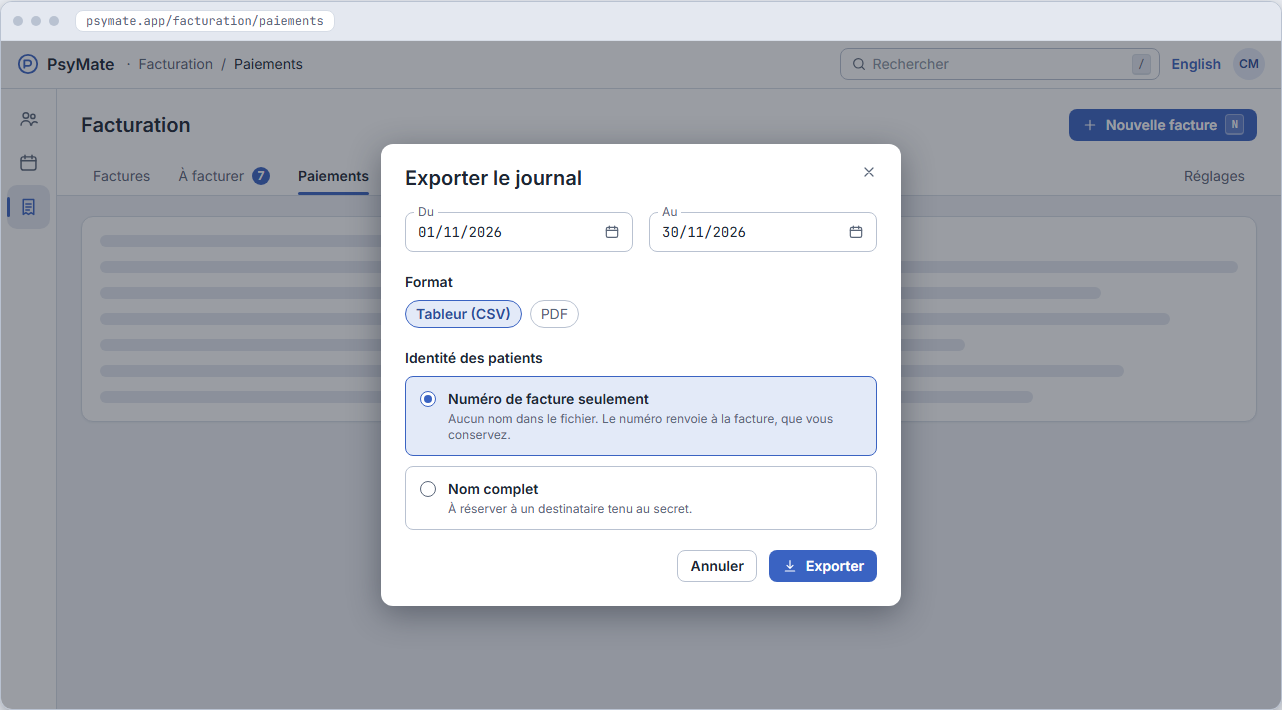 psymate.app/facturation/paiements
PsyMate · Facturation / Paiements
Rechercher /
English
CM
Facturation
+ Nouvelle facture N
Factures
À facturer 7
Paiements
Réglages
Exporter le journal
Du
01/11/2026
Au
30/11/2026
Format
Tableur (CSV)
PDF
Identité des patients
Numéro de facture seulement
Aucun nom dans le fichier. Le numéro renvoie à la facture, que vous
conservez.
Nom complet
À réserver à un destinataire tenu au secret.
Annuler
Exporter